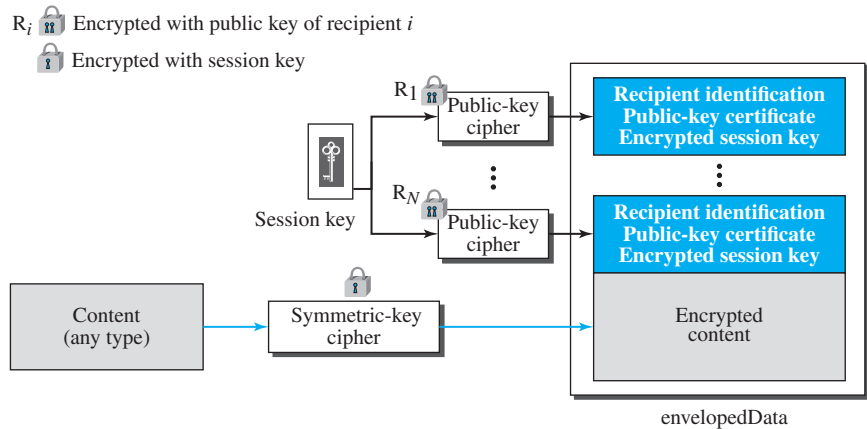 Ri Encrypted with public key of recipient i
Encrypted with session key
R1
Public-key
cipher
Recipient identification
Public-key certificate
Encrypted session key
Session key
RN
Public-key
cipher
Recipient identification
Public-key certificate
Encrypted session key
Content
(any type)
Symmetric-key
cipher
Encrypted
content
envelopedData